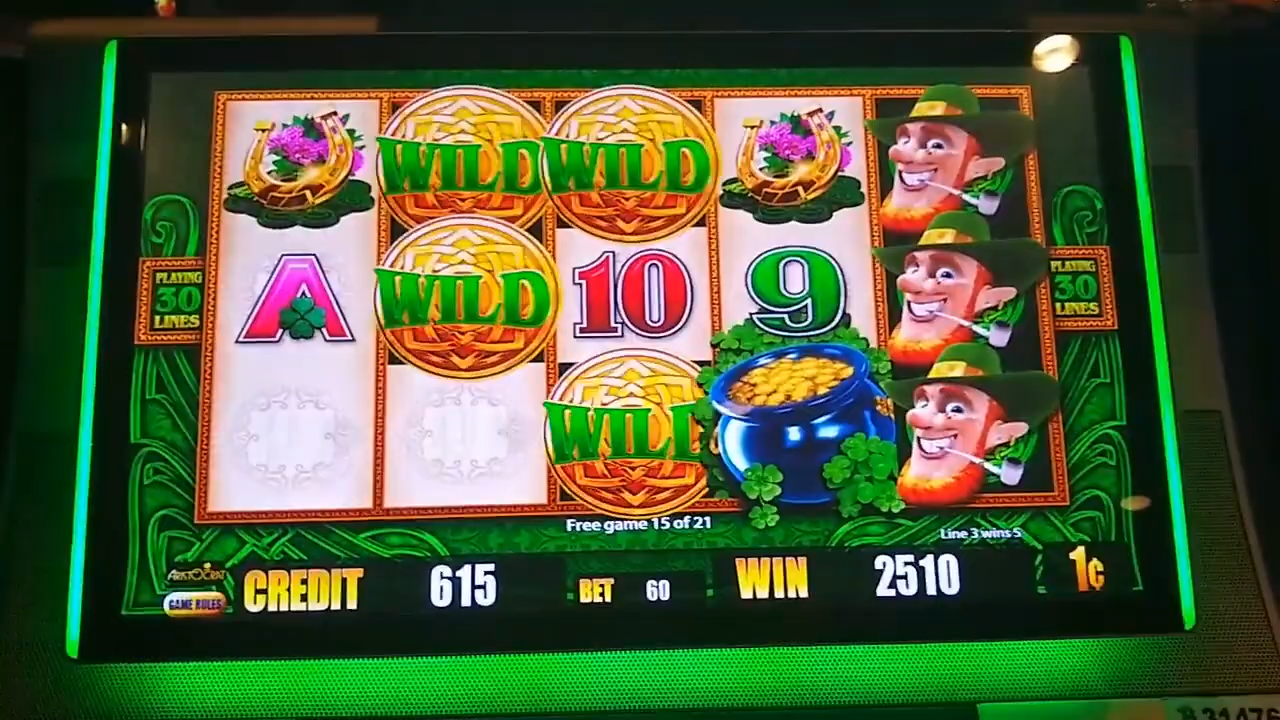 WILD WILD
A WILD 10 9
WILD
PLAYING
30
LINES
PLAYING
30
LINES
Free game 15 of 21
Line 3 wins 5
ARISTOCRAT
GAME RULES
CREDIT 615 BET 60 WIN 2510 1¢